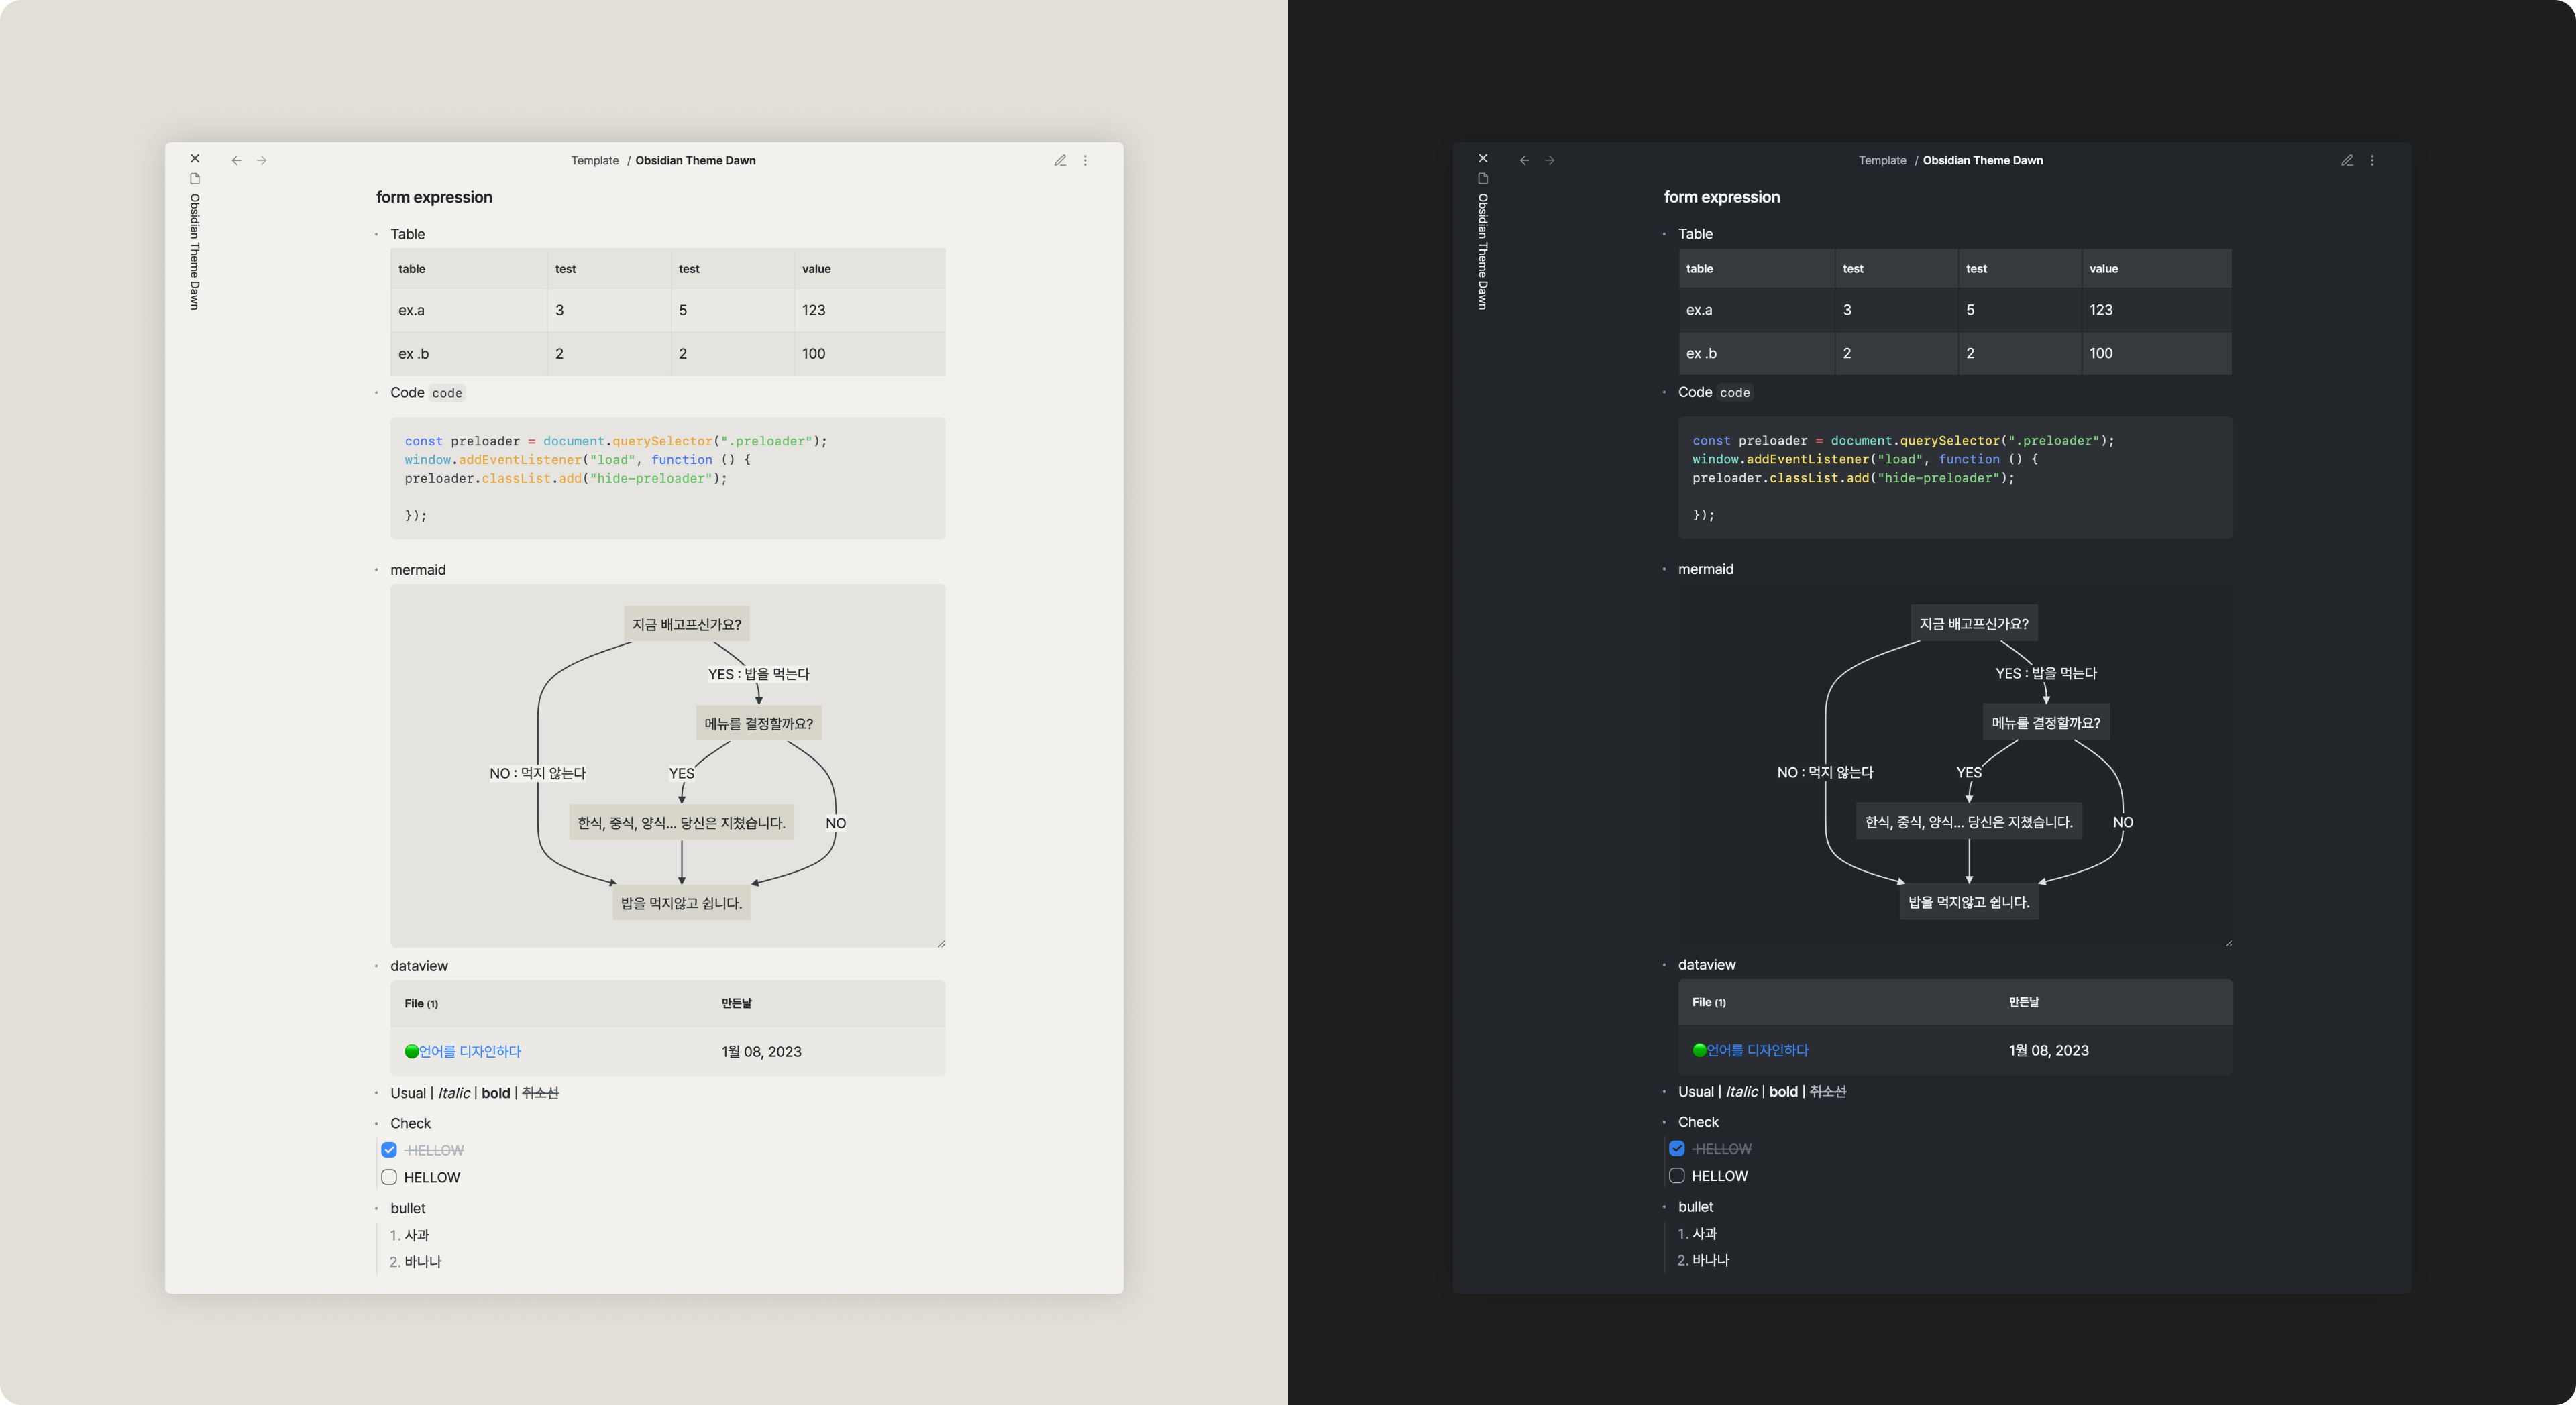 Obsidian Theme Dawn
Template / Obsidian Theme Dawn
form expression
Table
table test test value
ex.a 3 5 123
ex .b 2 2 100
Code code
const preloader = document.querySelector(".preloader");
window.addEventListener("load", function () {
preloader.classList.add("hide-preloader");
});
mermaid
지금 배고프신가요?
YES : 밥을 먹는다
메뉴를 결정할까요?
NO : 먹지 않는다 YES
한식, 중식, 양식... 당신은 지쳤습니다. NO
밥을 먹지않고 쉽니다.
dataview
File (1) 만든날
언어를 디자인하다 1월 08, 2023
Usual | Italic | bold | 취소선
Check
HELLOW
HELLOW
bullet
1. 사과
2. 바나나
Obsidian Theme Dawn
Template / Obsidian Theme Dawn
form expression
Table
table test test value
ex.a 3 5 123
ex .b 2 2 100
Code code
const preloader = document.querySelector(".preloader");
window.addEventListener("load", function () {
preloader.classList.add("hide-preloader");
});
mermaid
지금 배고프신가요?
YES : 밥을 먹는다
메뉴를 결정할까요?
NO : 먹지 않는다 YES
한식, 중식, 양식... 당신은 지쳤습니다. NO
밥을 먹지않고 쉽니다.
dataview
File (1) 만든날
언어를 디자인하다 1월 08, 2023
Usual | Italic | bold | 취소선
Check
HELLOW
HELLOW
bullet
1. 사과
2. 바나나